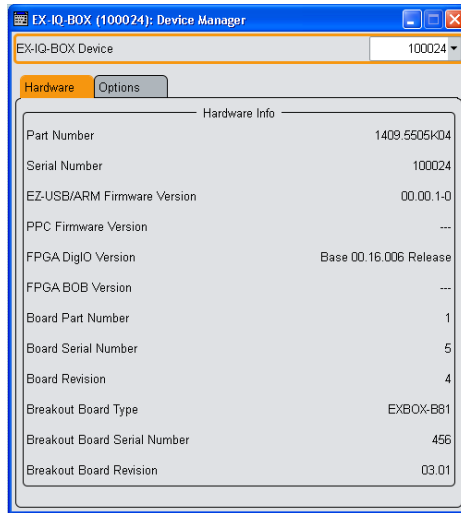 EX-IQ-BOX (100024): Device Manager
EX-IQ-BOX Device 100024
Hardware Options
Hardware Info
Part Number 1409.5505K04
Serial Number 100024
EZ-USB/ARM Firmware Version 00.00.1-0
PPC Firmware Version ---
FPGA DigIO Version Base 00.16.006 Release
FPGA BOB Version ---
Board Part Number 1
Board Serial Number 5
Board Revision 4
Breakout Board Type EXBOX-B81
Breakout Board Serial Number 456
Breakout Board Revision 03.01